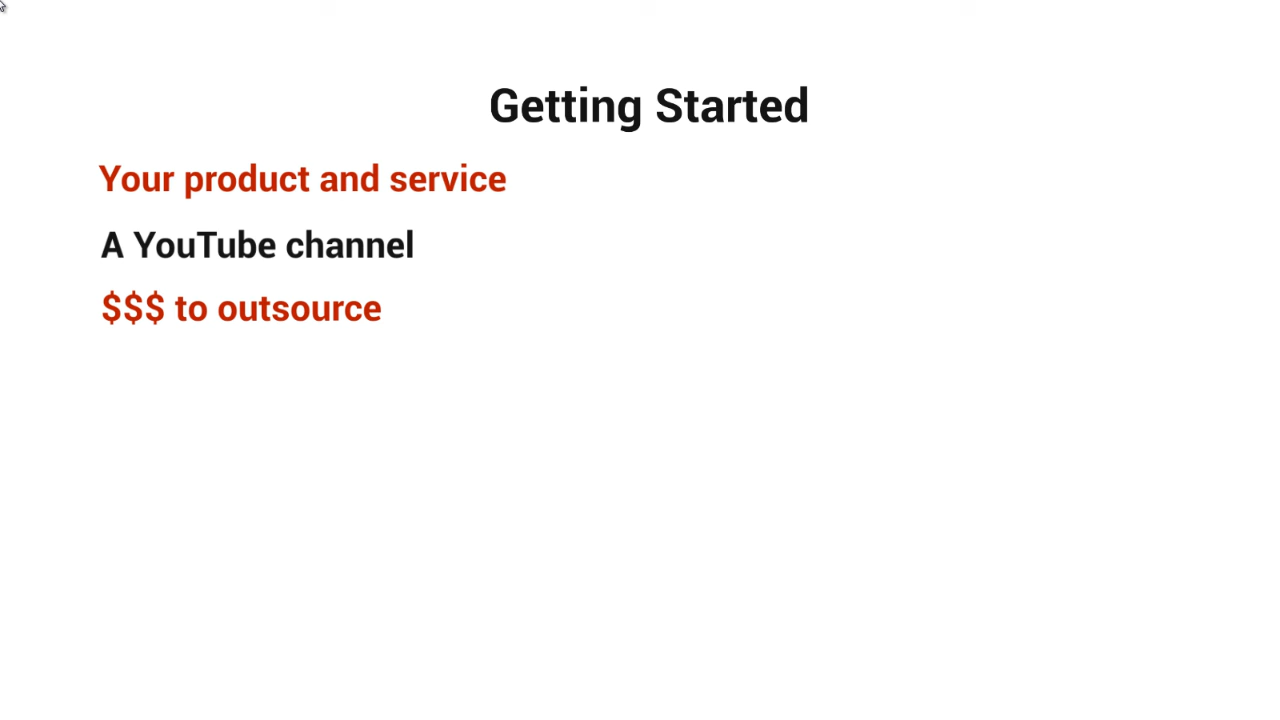 Getting Started
Your product and service
A YouTube channel
$$$ to outsource